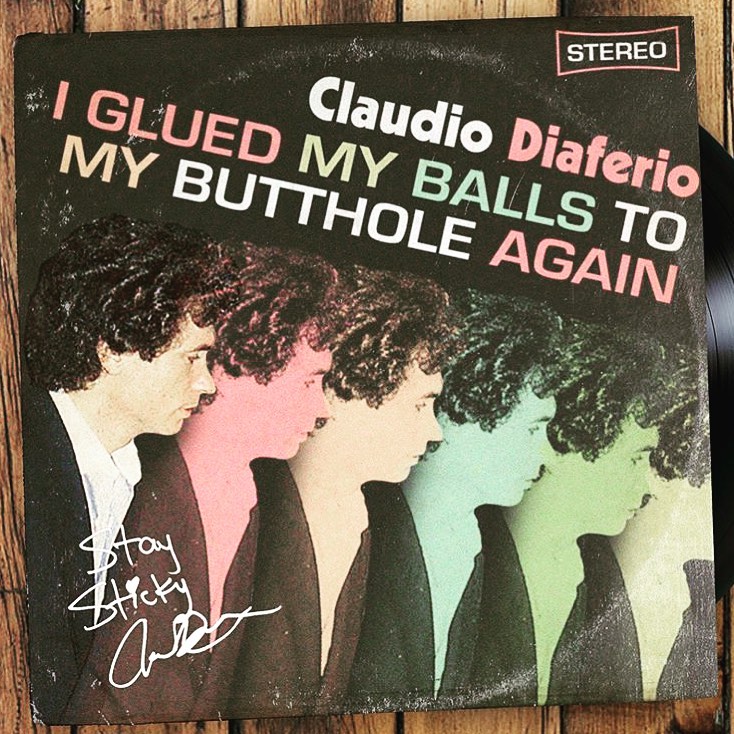 STEREO
Claudio Diaferio
I GLUED MY BALLS TO
MY BUTTHOLE AGAIN
Stay
Sticky